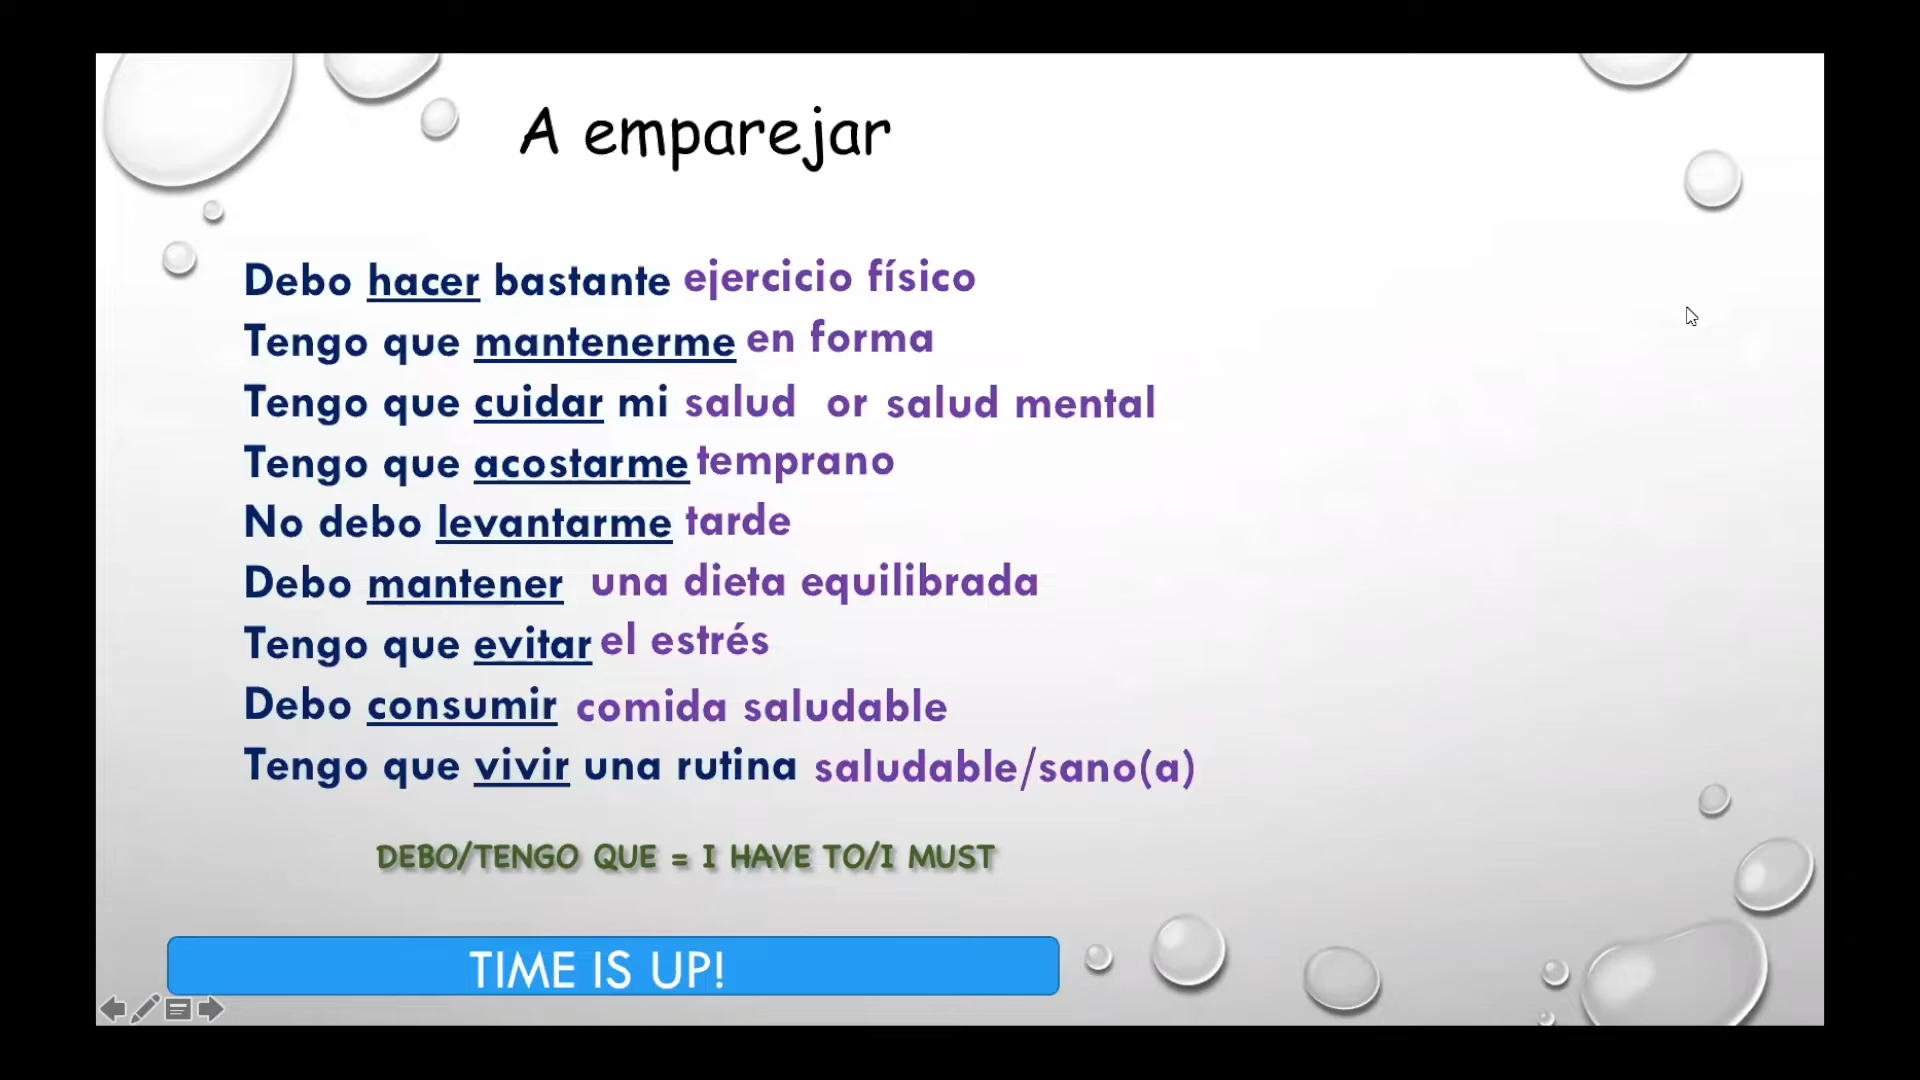 A emparejar
Debo hacer bastante ejercicio físico
Tengo que mantenerme en forma
Tengo que cuidar mi salud or salud mental
Tengo que acostarme temprano
No debo levantarme tarde
Debo mantener una dieta equilibrada
Tengo que evitar el estrés
Debo consumir comida saludable
Tengo que vivir una rutina saludable/sano(a)
DEBO/TENGO QUE = I HAVE TO/I MUST
TIME IS UP!